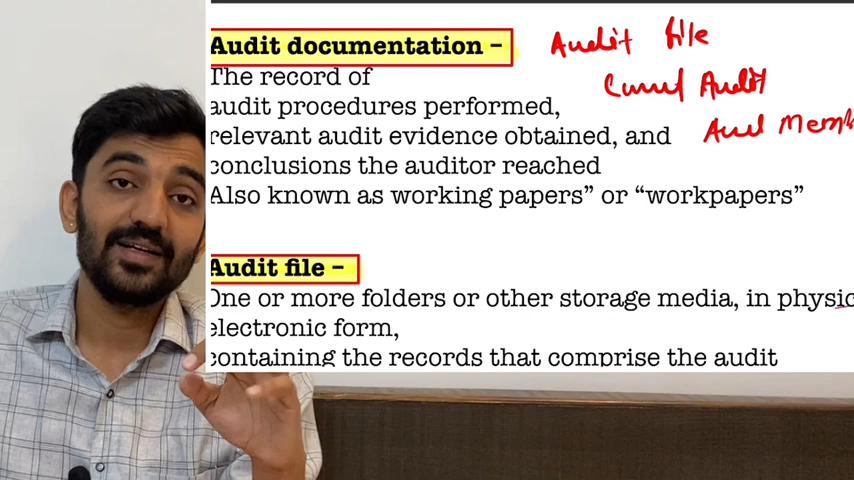 Audit documentation –
Audit file
The record of
Audit
audit procedures performed,
relevant audit evidence obtained, and
conclusions the auditor reached
Also known as working papers” or “workpapers”
Audit file –
One or more folders or other storage media, in physic
electronic form,
containing the records that comprise the audit